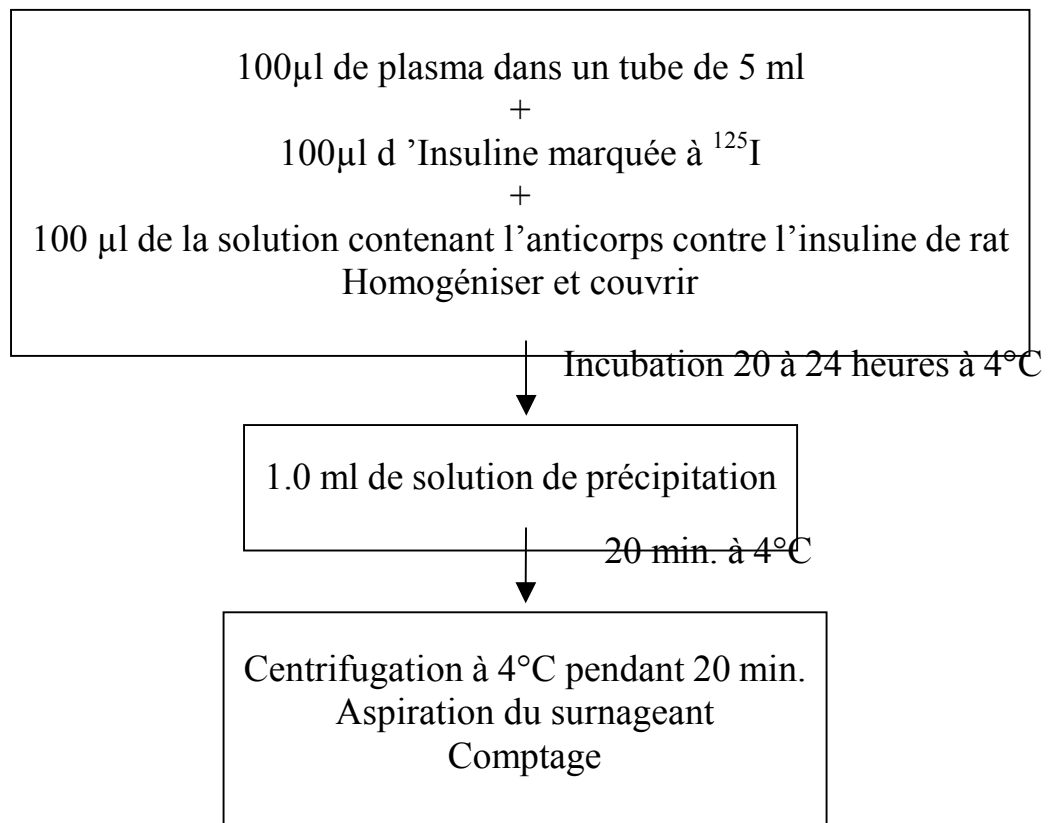 100µl de plasma dans un tube de 5 ml
+
100µl d ’Insuline marquée à ¹²⁵I
+
100 µl de la solution contenant l’anticorps contre l’insuline de rat
Homogéniser et couvrir
Incubation 20 à 24 heures à 4°C
1.0 ml de solution de précipitation
20 min. à 4°C
Centrifugation à 4°C pendant 20 min.
Aspiration du surnageant
Comptage